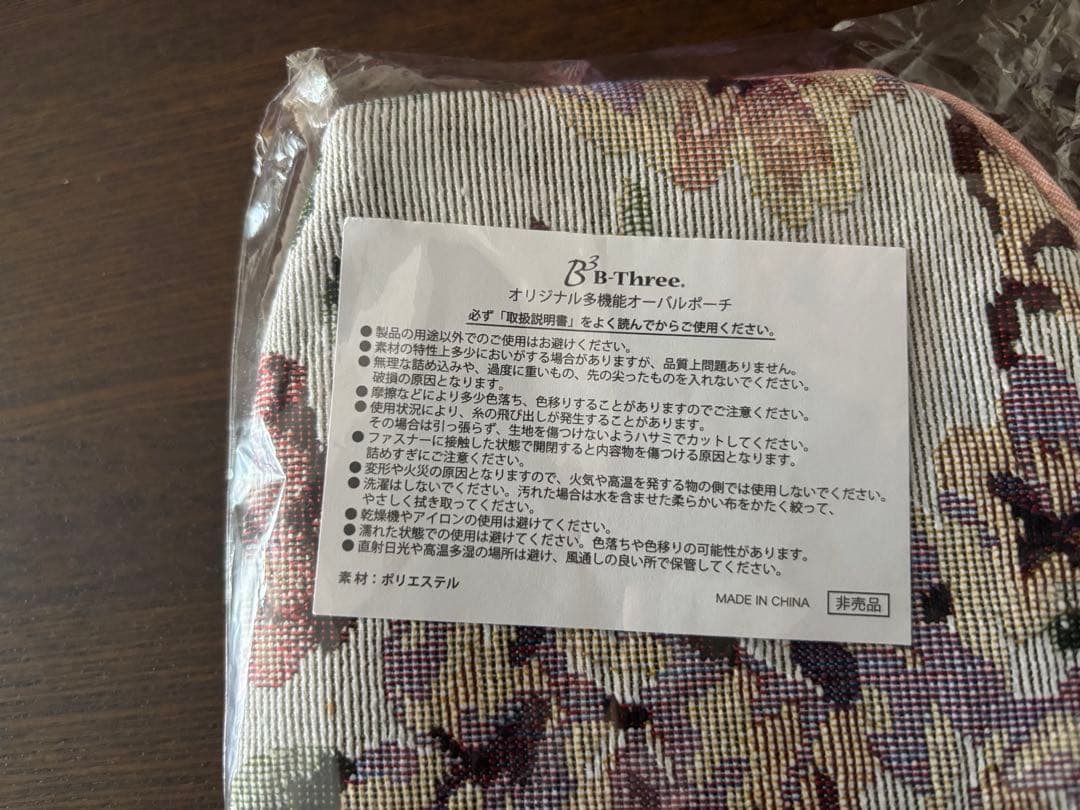 B³ B-Three.
オリジナル多機能オーバルポーチ
必ず「取扱説明書」をよく読んでからご使用ください。
●製品の用途以外でのご使用はお避けください。
●素材の特性上多少においがする場合がありますが、品質上問題ありません。
●無理な詰め込みや、過度に重いもの、先の尖ったものを入れないでください。
破損の原因となります。
●摩擦などにより多少色落ち、色移りすることがありますのでご注意ください。
●使用状況により、糸の飛び出しが発生することがあります。
その場合は引っ張らず、生地を傷つけないようハサミでカットしてください。
●ファスナーに接触した状態で開閉すると内容物を傷つける原因となります。
詰めすぎにご注意ください。
●変形や火災の原因となりますので、火気や高温を発する物の側では使用しないでください。
●洗濯はしないでください。汚れた場合は水を含ませた柔らかい布をかたく絞って、
やさしく拭き取ってください。
●乾燥機やアイロンの使用は避けてください。
●濡れた状態での使用は避けてください。色落ちや色移りの可能性があります。
●直射日光や高温多湿の場所は避け、風通しの良い所で保管してください。
素材：ポリエステル
MADE IN CHINA 非売品